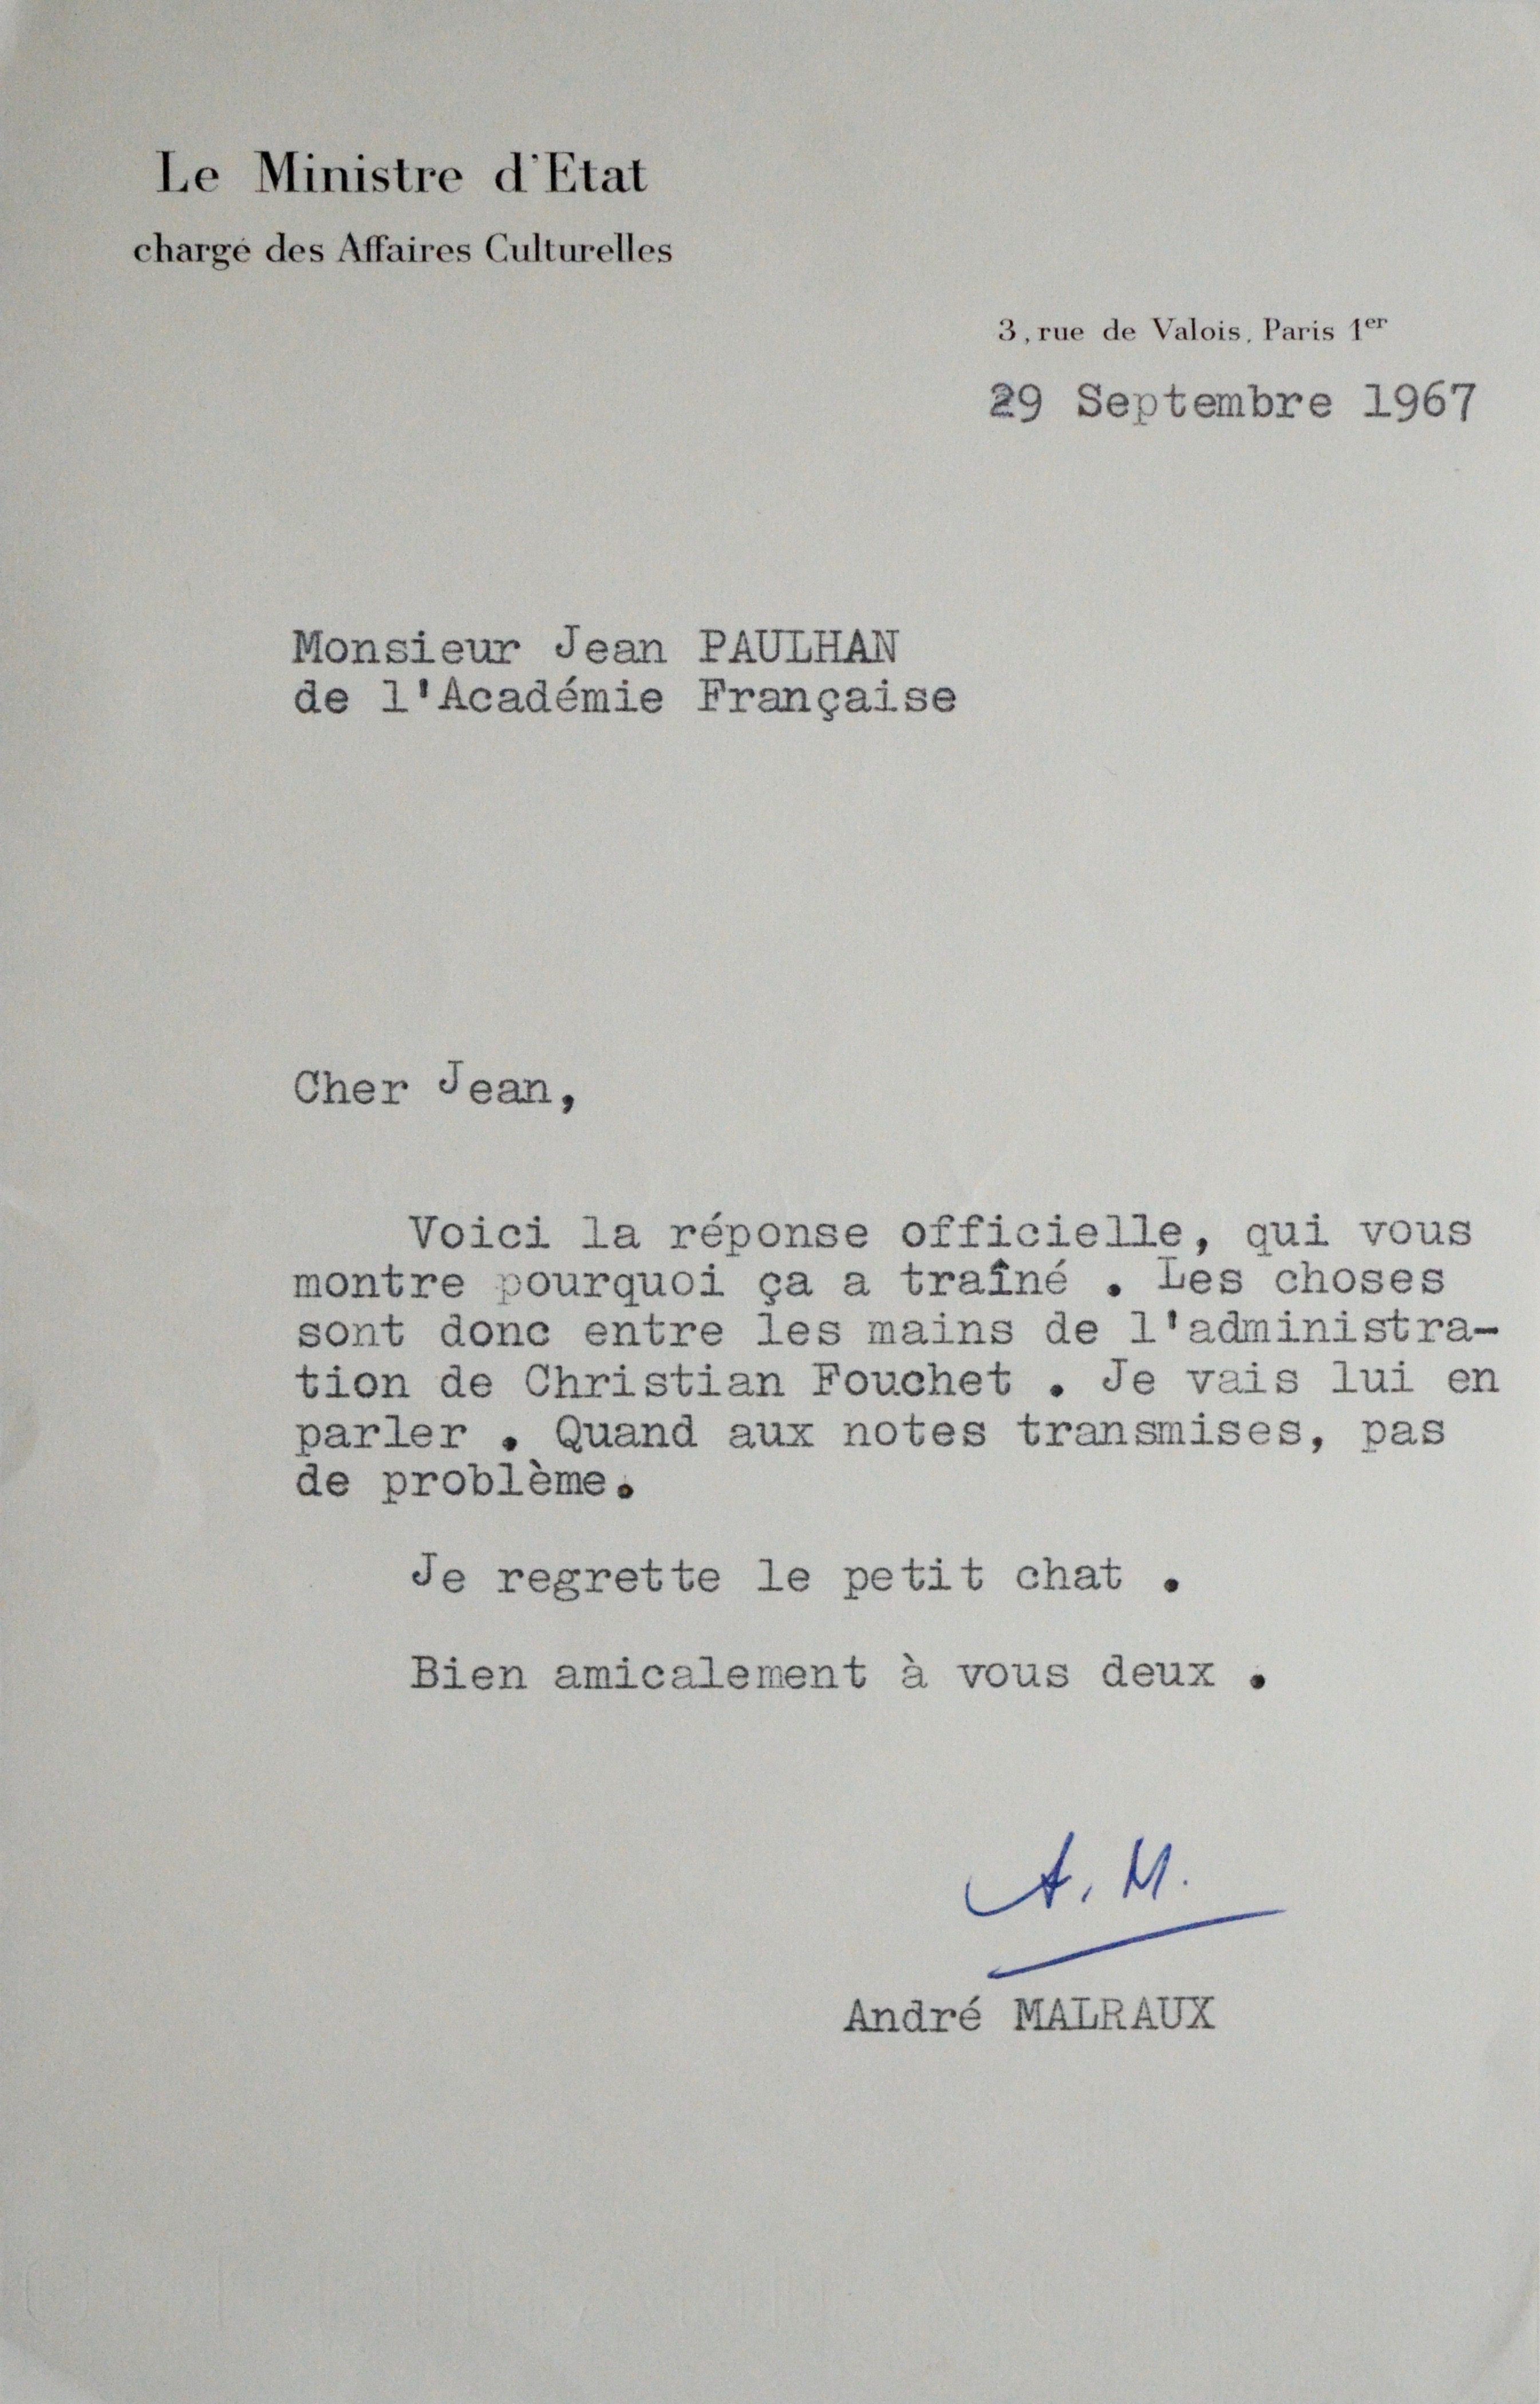 Le Ministre d'Etat
chargé des Affaires Culturelles
3, rue de Valois, Paris 1er
29 Septembre 1967
Monsieur Jean PAULHAN
de l'Académie Française
Cher Jean,
Voici la réponse officielle, qui vous
montre pourquoi ça a traîné . Les choses
sont donc entre les mains de l'administra-
tion de Christian Fouchet . Je vais lui en
parler . Quand aux notes transmises, pas
de problème.
Je regrette le petit chat .
Bien amicalement à vous deux .
A. M.
André MALRAUX